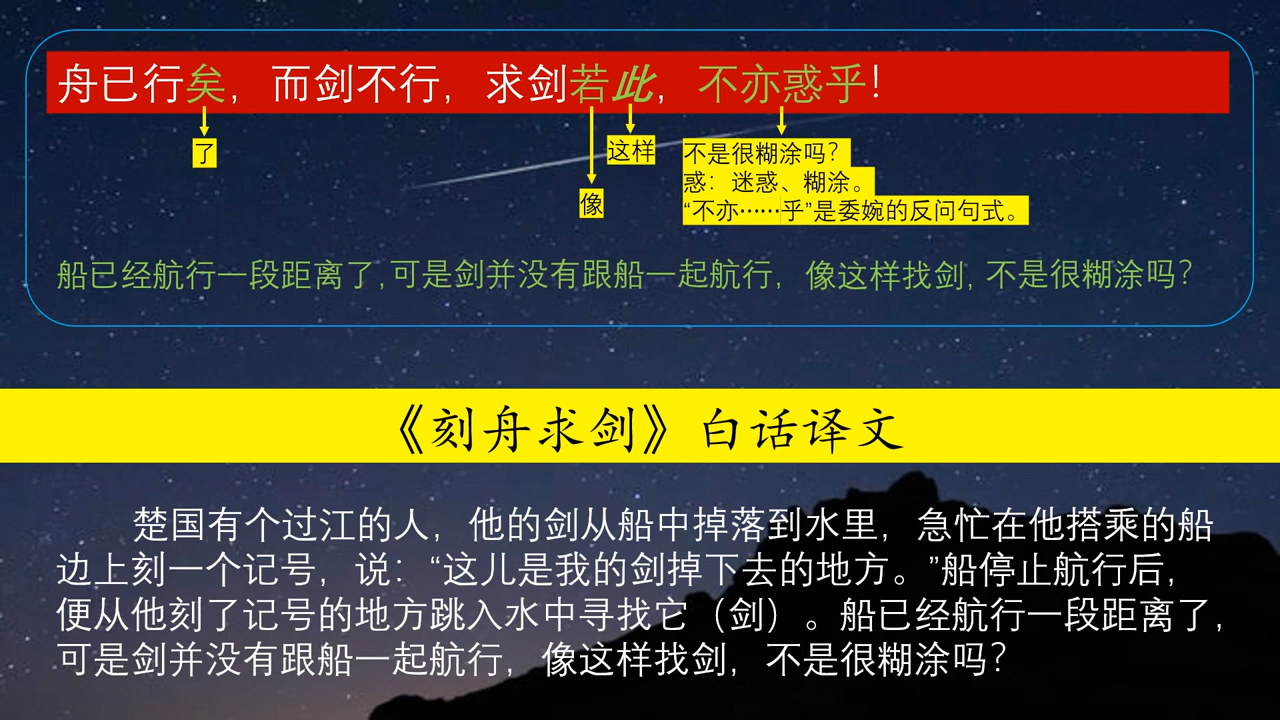 舟已行矣，而剑不行，求剑若此，不亦惑乎！
了
像
这样
不是很糊涂吗？
惑：迷惑、糊涂。
“不亦……乎”是委婉的反问句式。
船已经航行一段距离了,可是剑并没有跟船一起航行，像这样找剑, 不是很糊涂吗？
《刻舟求剑》白话译文
楚国有个过江的人，他的剑从船中掉落到水里，急忙在他搭乘的船
边上刻一个记号，说：“这儿是我的剑掉下去的地方。”船停止航行后，
便从他刻了记号的地方跳入水中寻找它（剑）。船已经航行一段距离了，
可是剑并没有跟船一起航行，像这样找剑，不是很糊涂吗？